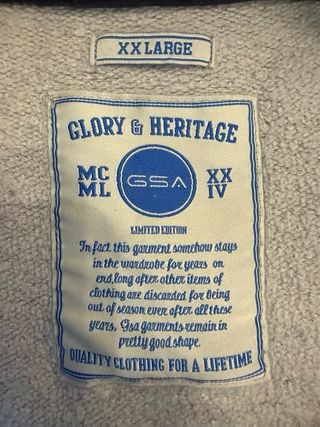 XXLARGE
GLORY & HERITAGE
MC
ML
GSA
XX
IV
LIMITED EDITION
In fact this garment somehow stays
in the wardrobe for years on
end,long after other items of
clothing are discarded for being
out of season ever after all these
years, Gsa garments remain in
pretty good shape.
QUALITY CLOTHING FOR A LIFETIME